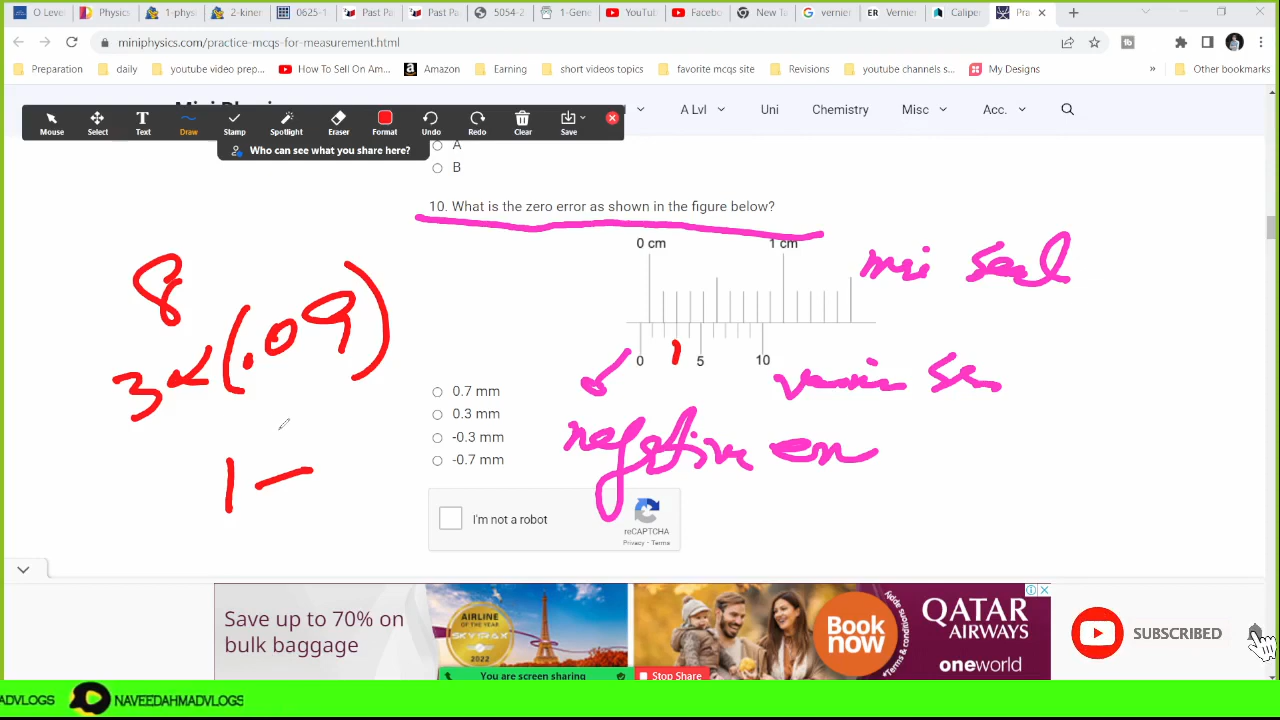 O Level
Physics
1-phys
2-kiner
0625-1
Past Pa
Past Pa
5054-2
1-Gene
YouTu
Facebo
New Ta
vernier
Vernier
Caliper
Pra
miniphysics.com/practice-mcqs-for-measurement.html
Preparation
daily
youtube video prep...
How To Sell On Am...
Amazon
Earning
short videos topics
favorite mcqs site
Revisions
youtube channels s...
My Designs
»
Other bookmarks
A Lvl
Uni
Chemistry
Misc
Acc.
Mouse
Select
Text
Draw
Stamp
Spotlight
Eraser
Format
Undo
Redo
Clear
Save
Who can see what you share here?
A
B
10. What is the zero error as shown in the figure below?
0 cm
1 cm
0
5
10
8
3
(.09)
1 –
negative
0.7 mm
0.3 mm
-0.3 mm
-0.7 mm
I'm not a robot
reCAPTCHA
Privacy - Terms
Save up to 70% on
bulk baggage
AIRLINE
OF THE YEAR
SKYTRAX
2022
Book
now
*Terms & conditions apply
QATAR
AIRWAYS
oneworld
SUBSCRIBED
You are screen sharing
Stop Share
ADVLOGS
NAVEEDAHMADVLOGS